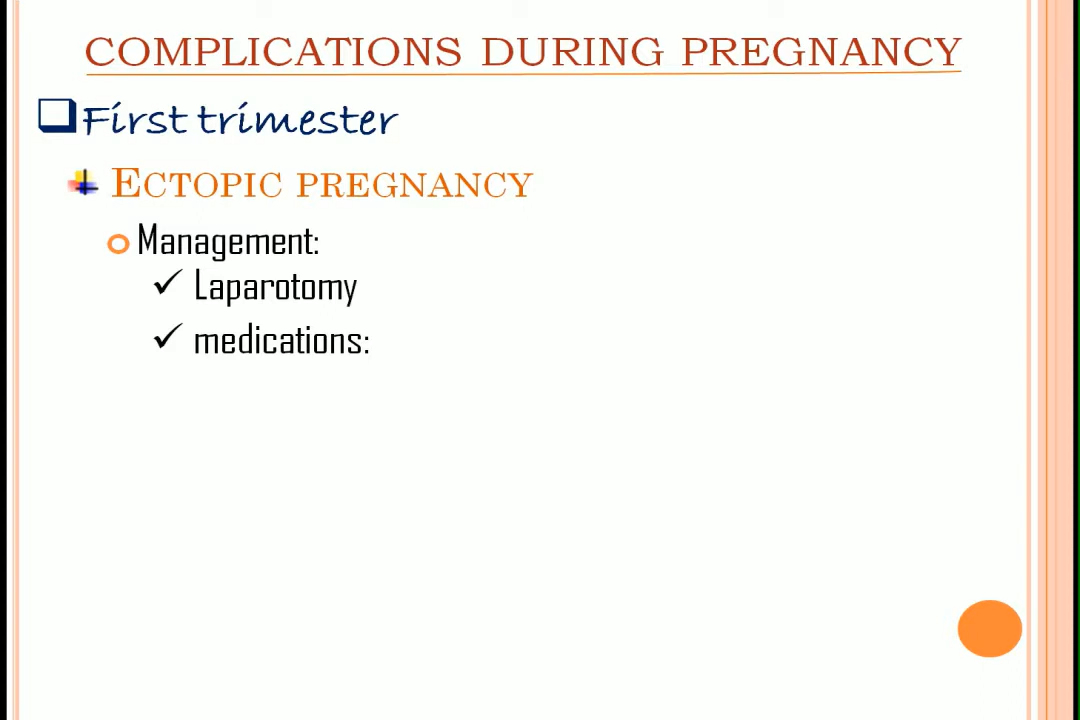 COMPLICATIONS DURING PREGNANCY
First trimester
ECTOPIC PREGNANCY
Management:
✓ Laparotomy
✓ medications: